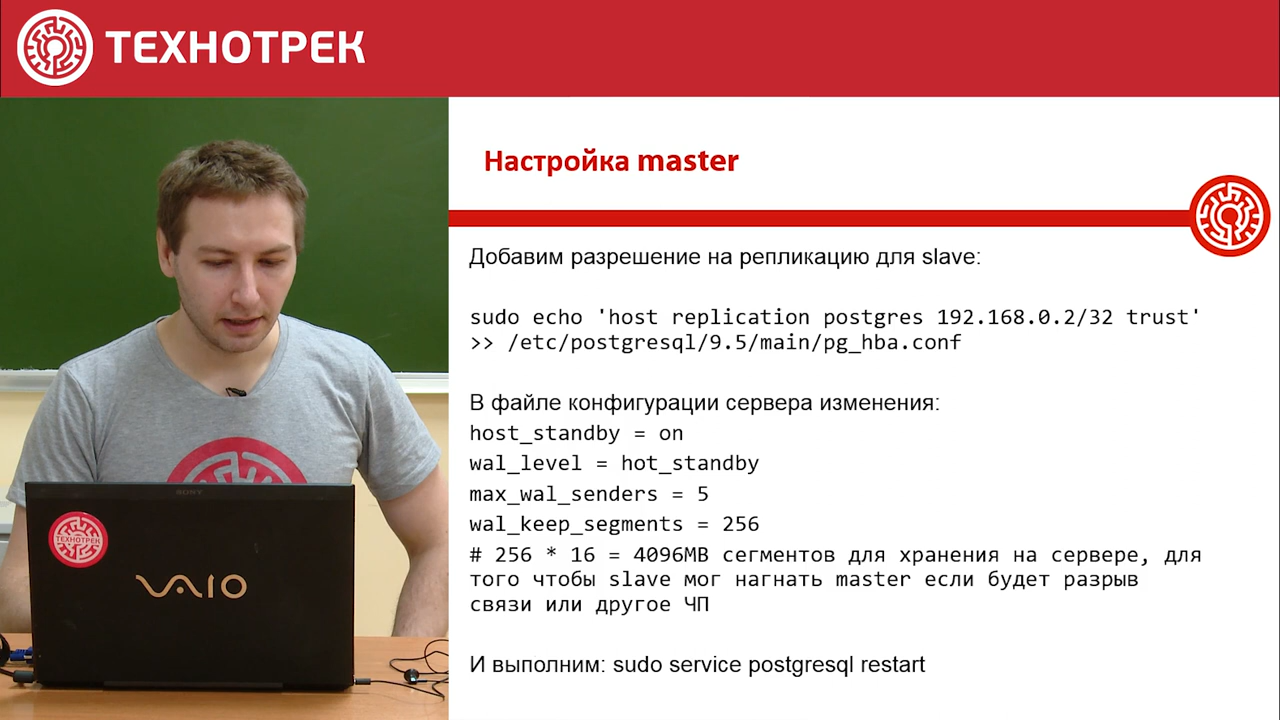 ТЕХНОТРЕК
Настройка master
Добавим разрешение на репликацию для slave:
sudo echo 'host replication postgres 192.168.0.2/32 trust'
>> /etc/postgresql/9.5/main/pg_hba.conf
В файле конфигурации сервера изменения:
host_standby = on
wal_level = hot_standby
max_wal_senders = 5
wal_keep_segments = 256
# 256 * 16 = 4096MB сегментов для хранения на сервере, для
того чтобы slave мог нагнать master если будет разрыв
связи или другое ЧП
И выполним: sudo service postgresql restart
SONY
ТЕХНОТРЕК
VAIO